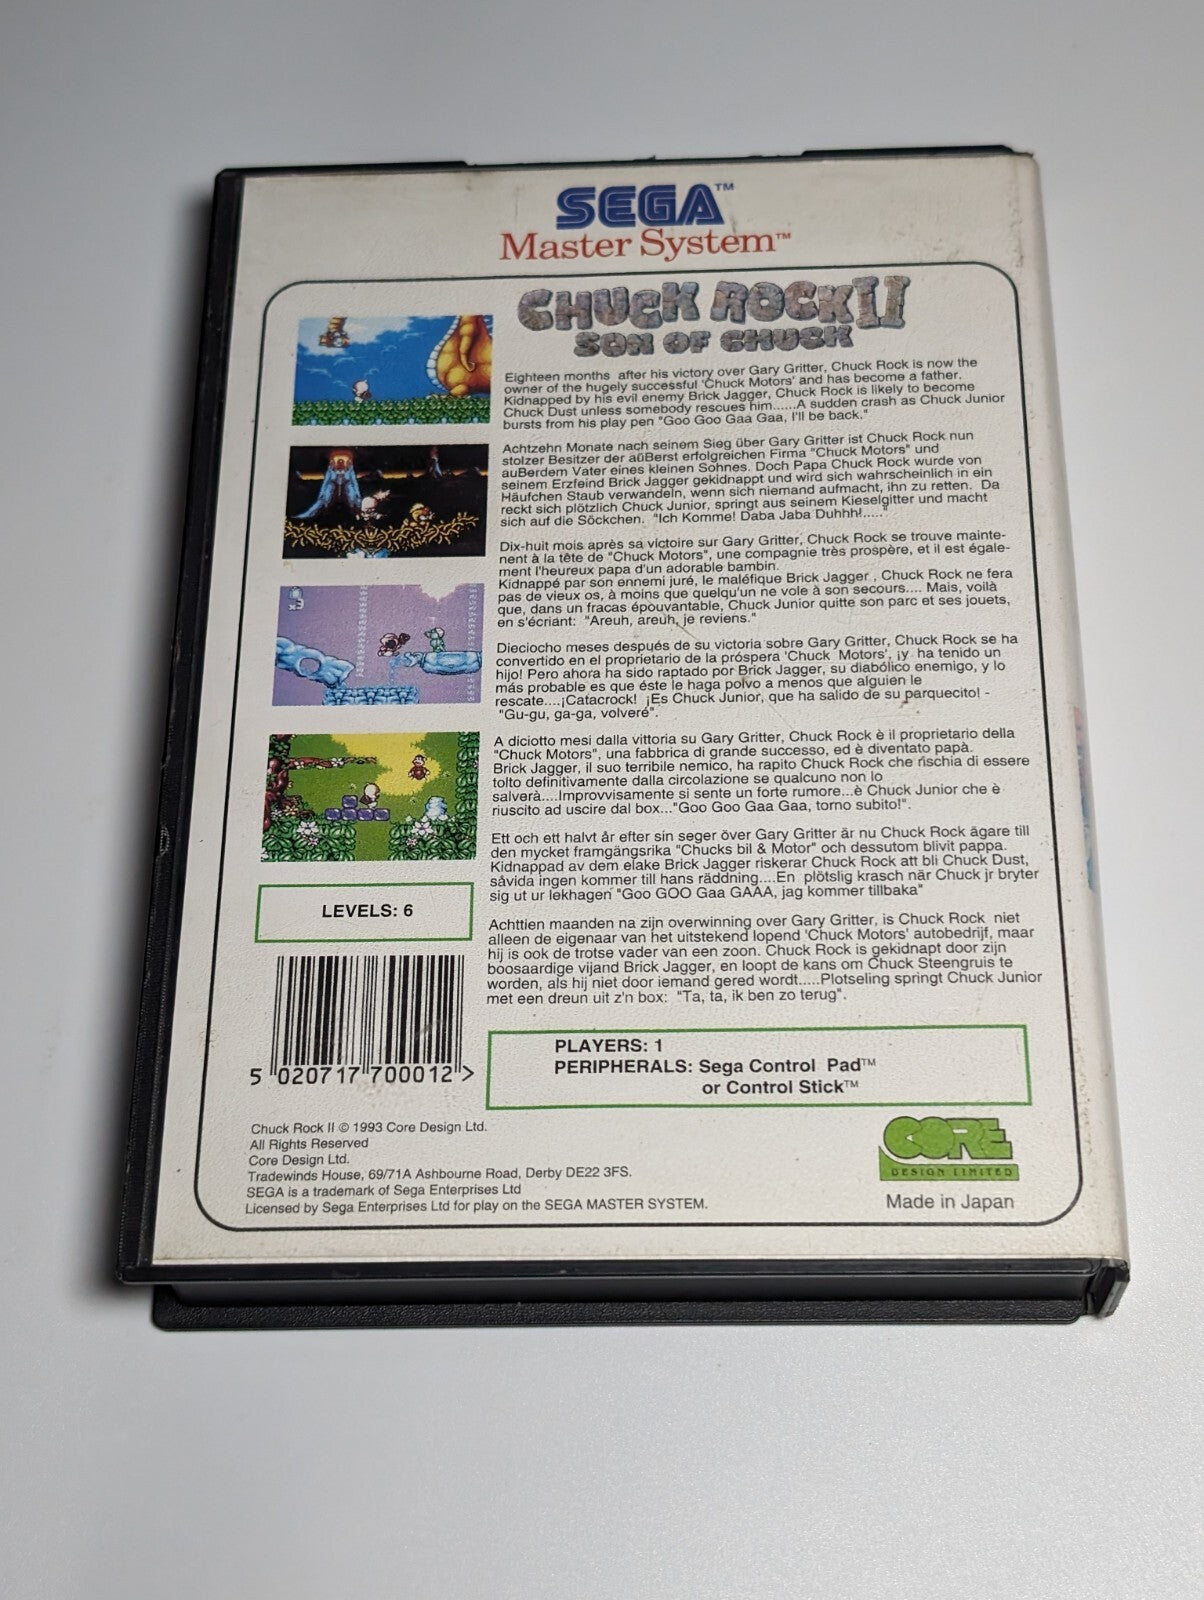 SEGA™
Master System™
CHUCK ROCK II
SON OF CHUCK
Eighteen months after his victory over Gary Gritter, Chuck Rock is now the
owner of the hugely successful 'Chuck Motors' and has become a father.
Kidnapped by his evil enemy Brick Jagger, Chuck Rock is likely to become
Chuck Dust unless somebody rescues him......A sudden crash as Chuck Junior
bursts from his play pen "Goo Goo Gaa Gaa, I'll be back."
Achtzehn Monate nach seinem Sieg über Gary Gritter ist Chuck Rock nun
stolzer Besitzer der aüßerst erfolgreichen Firma "Chuck Motors" und
außerdem Vater eines kleinen Sohnes. Doch Papa Chuck Rock wurde von
seinem Erzfeind Brick Jagger gekidnappt und wird sich wahrscheinlich in ein
Häufchen Staub verwandeln, wenn sich niemand aufmacht, ihn zu retten. Da
reckt sich plötzlich Chuck Junior, springt aus seinem Kieselgitter und macht
sich auf die Söckchen. "Ich Komme! Daba Jaba Duhhh!....."
Dix-huit mois après sa victoire sur Gary Gritter, Chuck Rock se trouve mainte-
nent à la tête de "Chuck Motors", une compagnie très prospère, et il est égale-
ment l'heureux papa d'un adorable bambin.
Kidnappé par son ennemi juré, le maléfique Brick Jagger , Chuck Rock ne fera
pas de vieux os, à moins que quelqu'un ne vole à son secours.... Mais, voilà
que, dans un fracas épouvantable, Chuck Junior quitte son parc et ses jouets,
en s'écriant: "Areuh, areuh, je reviens."
Dieciocho meses después de su victoria sobre Gary Gritter, Chuck Rock se ha
convertido en el proprietario de la próspera 'Chuck Motors', ¡y ha tenido un
hijo! Pero ahora ha sido raptado por Brick Jagger, su diabólico enemigo, y lo
más probable es que éste le haga polvo a menos que alguien le
rescate....¡Catacrock! ¡Es Chuck Junior, que ha salido de su parquecito! -
"Gu-gu, ga-ga, volveré".
A diciotto mesi dalla vittoria su Gary Gritter, Chuck Rock è il proprietario della
"Chuck Motors", una fabbrica di grande successo, ed è diventato papà.
Brick Jagger, il suo terribile nemico, ha rapito Chuck Rock che rischia di essere
tolto definitivamente dalla circolazione se qualcuno non lo
salverà....Improvvisamente si sente un forte rumore...è Chuck Junior che è
riuscito ad uscire dal box..."Goo Goo Gaa Gaa, torno subito!".
Ett och ett halvt år efter sin seger över Gary Gritter är nu Chuck Rock ägare till
den mycket framgängsrika "Chucks bil & Motor" och dessutom blivit pappa.
Kidnappad av dem elake Brick Jagger riskerar Chuck Rock att bli Chuck Dust,
såvida ingen kommer till hans räddning....En plötslig krasch när Chuck jr bryter
sig ut ur lekhagen "Goo GOO Gaa GAAA, jag kommer tillbaka"
Achttien maanden na zijn overwinning over Gary Gritter, is Chuck Rock niet
alleen de eigenaar van het uitstekend lopend 'Chuck Motors' autobedrijf, maar
hij is ook de trotse vader van een zoon. Chuck Rock is gekidnapt door zijn
boosaardige vijand Brick Jagger, en loopt de kans om Chuck Steengruis te
worden, als hij niet door iemand gered wordt.....Plotseling springt Chuck Junior
met een dreun uit z'n box: "Ta, ta, ik ben zo terug".
x3
LEVELS: 6
5 020717 700012 >
PLAYERS: 1
PERIPHERALS: Sega Control Pad™
or Control Stick™
Chuck Rock II © 1993 Core Design Ltd.
All Rights Reserved
Core Design Ltd.
Tradewinds House, 69/71A Ashbourne Road, Derby DE22 3FS.
SEGA is a trademark of Sega Enterprises Ltd
Licensed by Sega Enterprises Ltd for play on the SEGA MASTER SYSTEM.
CORE
DESIGN LIMITED
Made in Japan